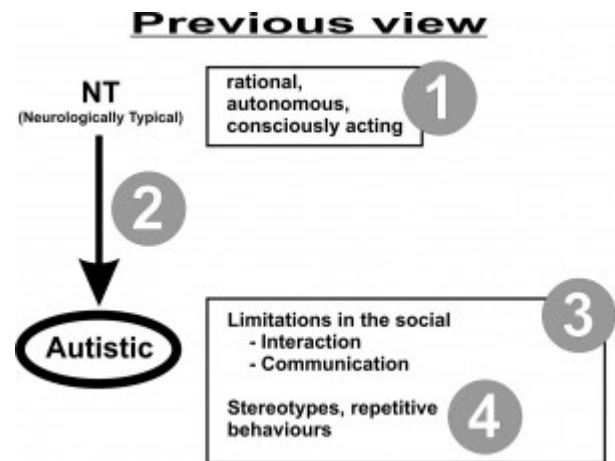 Previous view
NT
(Neurologically Typical)
rational,
autonomous,
consciously acting
1
2
Autistic
3
Limitations in the social
- Interaction
- Communication
Stereotypes, repetitive
behaviours
4